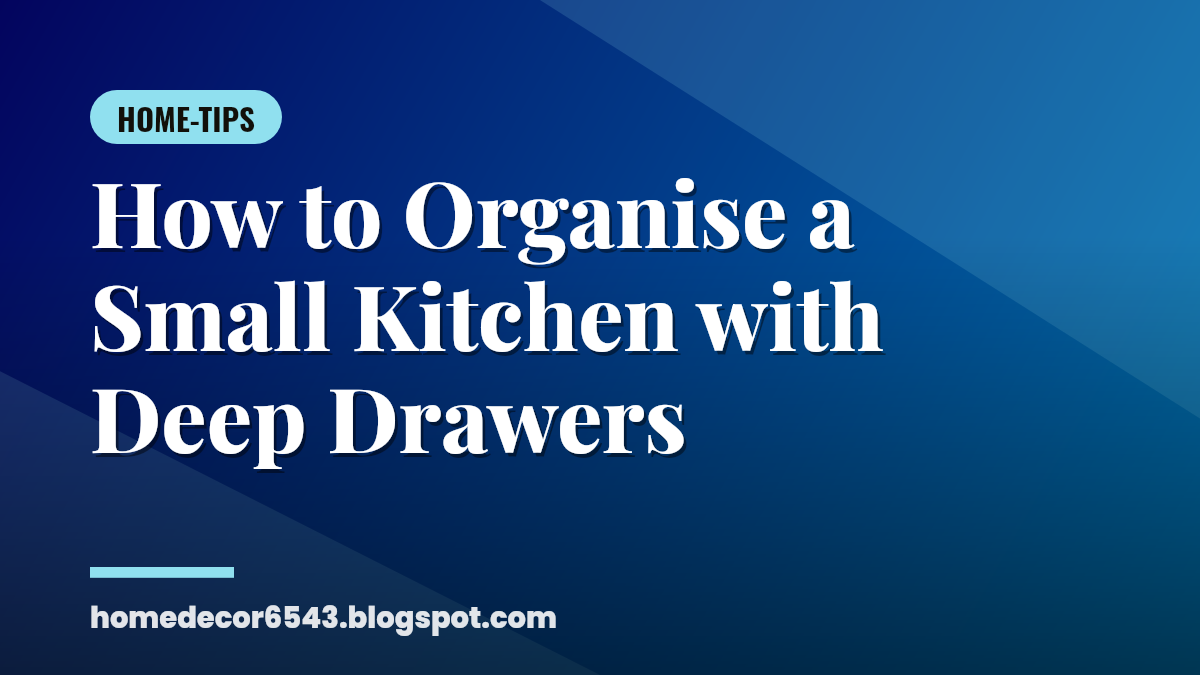 HOME-TIPS
How to Organise a
Small Kitchen with
Deep Drawers
homedecor6543.blogspot.com